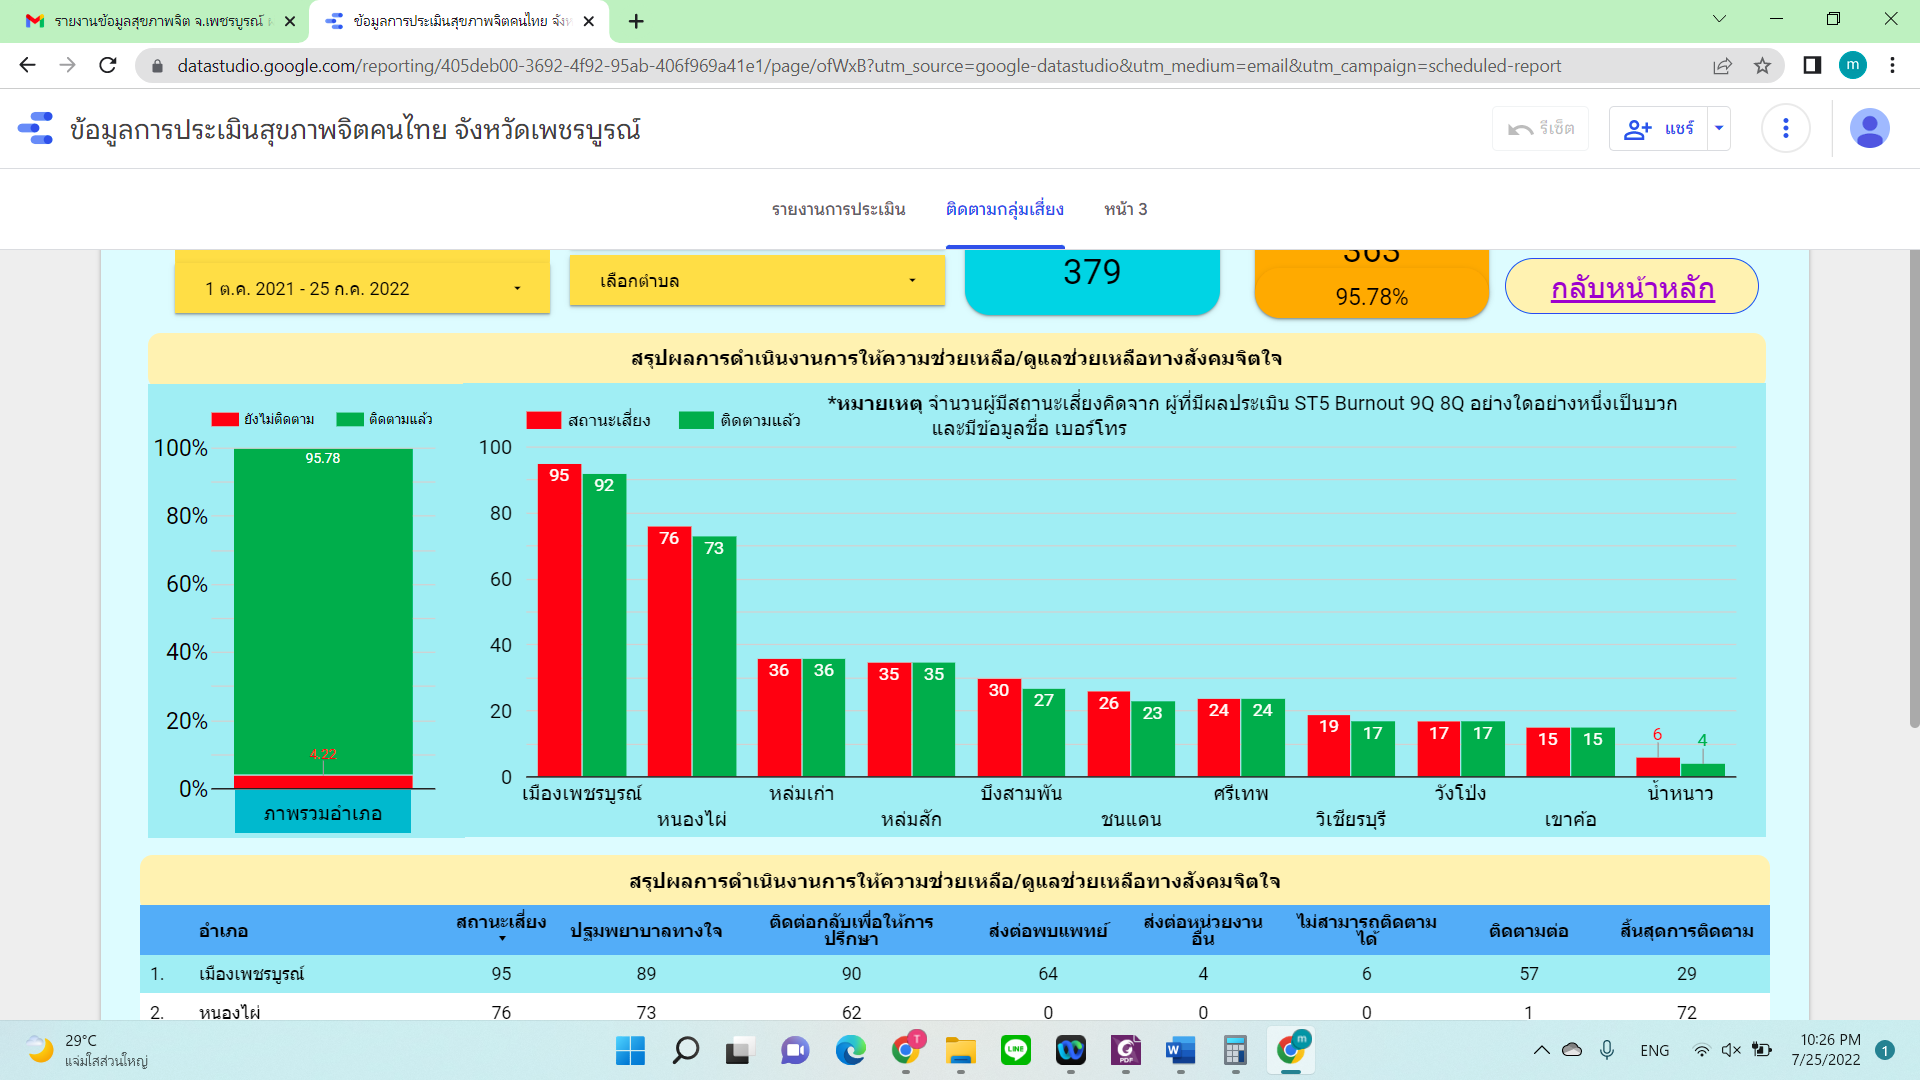 รายงานข้อมูลสุขภาพจิต จ.เพชรบูรณ์
ข้อมูลการประเมินสุขภาพจิตคนไทย จังห
datastudio.google.com/reporting/405deb00-3692-4f92-95ab-406f969a41e1/page/ofWxB?utm_source=google-datastudio&utm_medium=email&utm_campaign=scheduled-report
m
ข้อมูลการประเมินสุขภาพจิตคนไทย จังหวัดเพชรบูรณ์
รีเซ็ต
แชร์
รายงานการประเมิน ติดตามกลุ่มเสี่ยง หน้า 3
1 ต.ค. 2021 - 25 ก.ค. 2022
เลือกตำบล
379
363
95.78%
กลับหน้าหลัก
สรุปผลการดำเนินงานการให้ความช่วยเหลือ/ดูแลช่วยเหลือทางสังคมจิตใจ
ยังไม่ติดตาม ติดตามแล้ว
100%
80%
60%
40%
20%
0%
95.78
4.22
ภาพรวมอำเภอ
สถานะเสี่ยง ติดตามแล้ว
*หมายเหตุ จำนวนผู้มีสถานะเสี่ยงคิดจาก ผู้ที่มีผลประเมิน ST5 Burnout 9Q 8Q อย่างใดอย่างหนึ่งเป็นบวก
และมีข้อมูลชื่อ เบอร์โทร
100
80
60
40
20
0
95 92 76 73 36 36 35 35 30 27 26 23 24 24 19 17 17 17 15 15 6 4
เมืองเพชรบูรณ์ หล่มเก่า บึงสามพัน ศรีเทพ วังโป่ง น้ำหนาว
หนองไผ่ หล่มสัก ชนแดน วิเชียรบุรี เขาค้อ
สรุปผลการดำเนินงานการให้ความช่วยเหลือ/ดูแลช่วยเหลือทางสังคมจิตใจ
อำเภอ สถานะเสี่ยง ปฐมพยาบาลทางใจ ติดต่อกลับเพื่อให้การปรึกษา ส่งต่อพบแพทย์ ส่งต่อหน่วยงานอื่น ไม่สามารถติดตามได้ ติดตามต่อ สิ้นสุดการติดตาม
1. เมืองเพชรบูรณ์ 95 89 90 64 4 6 57 29
2. หนองไผ่ 76 73 62 0 0 0 1 72
29°C
แจ่มใสส่วนใหญ่
T
LINE
PDF
W
m
ENG
10:26 PM
7/25/2022
1